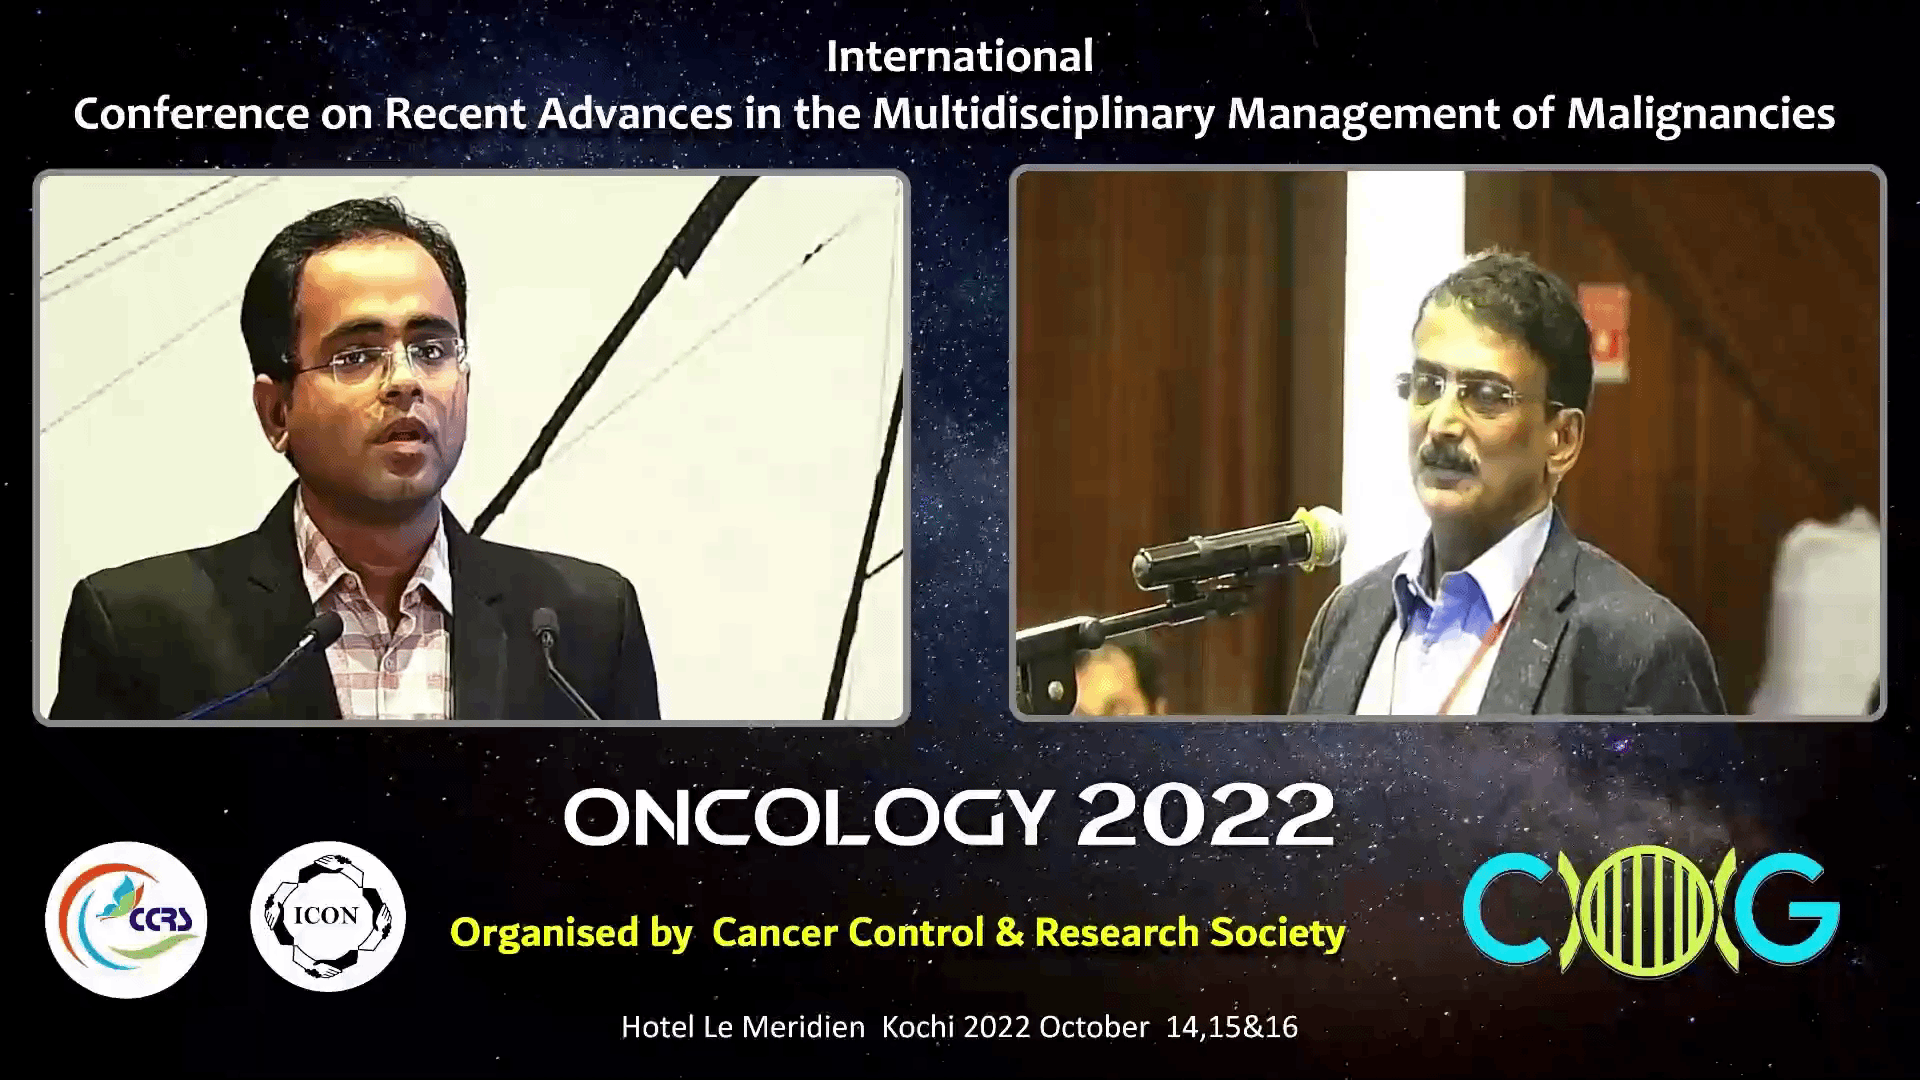 International
Conference on Recent Advances in the Multidisciplinary Management of Malignancies
ONCOLOGY 2022
CCRS
ICON
Organised by Cancer Control & Research Society
C G
Hotel Le Meridien Kochi 2022 October 14,15&16